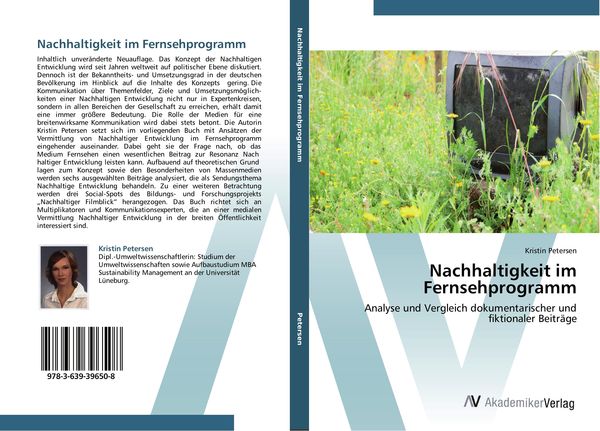 Nachhaltigkeit im Fernsehprogramm
Inhaltlich unveränderte Neuauflage. Das Konzept der Nachhaltigen
Entwicklung wird seit Jahren weltweit auf politischer Ebene diskutiert.
Dennoch ist der Bekanntheits- und Umsetzungsgrad in der deutschen
Bevölkerung im Hinblick auf die Inhalte des Konzepts gering.Die
Kommunikation über Themenfelder, Ziele und Umsetzungsmöglich-
keiten einer Nachhaltigen Entwicklung nicht nur in Expertenkreisen,
sondern in allen Bereichen der Gesellschaft zu erreichen, erhält damit
eine immer größere Bedeutung. Die Rolle der Medien für eine
breitenwirksame Kommunikation wird dabei stets betont. Die Autorin
Kristin Petersen setzt sich im vorliegenden Buch mit Ansätzen der
Vermittlung von Nachhaltiger Entwicklung im Fernsehprogramm
eingehender auseinander. Dabei geht sie der Frage nach, ob das
Medium Fernsehen einen wesentlichen Beitrag zur Resonanz Nach
haltiger Entwicklung leisten kann. Aufbauend auf theoretischen Grund
lagen zum Konzept sowie den Besonderheiten von Massenmedien
werden sechs ausgewählten Beiträge analysiert, die als Sendungsthema
Nachhaltige Entwicklung behandeln. Zu einer weiteren Betrachtung
werden drei Social-Spots des Bildungs- und Forschungsprojekts
„Nachhaltiger Filmblick“ herangezogen. Das Buch richtet sich an
Multiplikatoren und Kommunikationsexperten, die an einer medialen
Vermittlung Nachhaltiger Entwicklung in der breiten Öffentlichkeit
interessiert sind.
Kristin Petersen
Dipl.-Umweltwissenschaftlerin: Studium der
Umweltwissenschaften sowie Aufbaustudium MBA
Sustainability Management an der Universität
Lüneburg.
978-3-639-39650-8
Nachhaltigkeit im Fernsehprogramm
Petersen
Kristin Petersen
Nachhaltigkeit im
Fernsehprogramm
Analyse und Vergleich dokumentarischer und
fiktionaler Beiträge
AV AkademikerVerlag